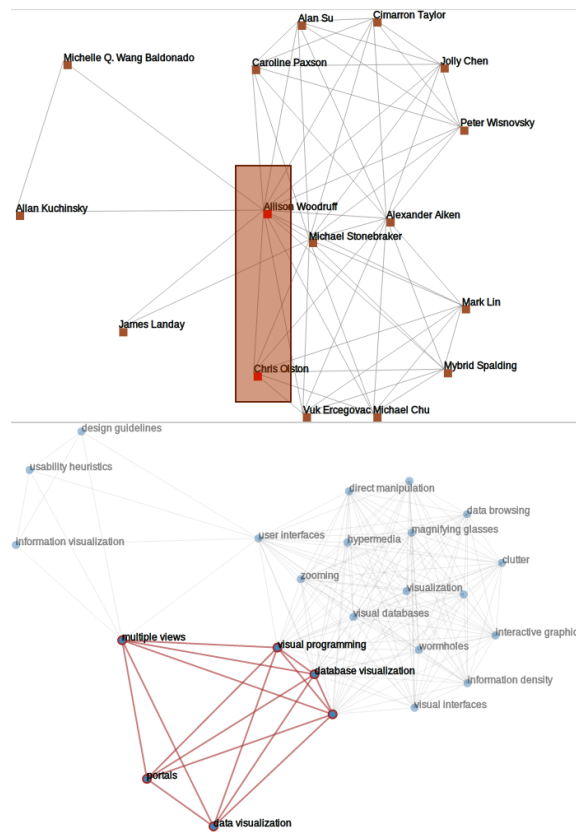 Alan Su
Cimarron Taylor
Michelle Q. Wang Baldonado
Caroline Paxson
Jolly Chen
Peter Wisnovsky
Allan Kuchinsky
Allison Woodruff
Alexander Aiken
Michael Stonebraker
Mark Lin
James Landay
Chris Olston
Mybrid Spalding
Vuk Ercegovac
Michael Chu
design guidelines
usability heuristics
direct manipulation
data browsing
magnifying glasses
user interfaces
hypermedia
information visualization
clutter
zooming
visualization
visual databases
interactive graphic
multiple views
visual programming
wormholes
database visualization
information density
visual interfaces
portals
data visualization